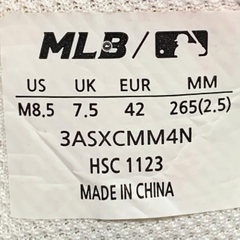 MLB/
US UK EUR MM
M8.5 7.5 42 265(2.5)
3ASXCMM4N
HSC 1123
MADE IN CHINA